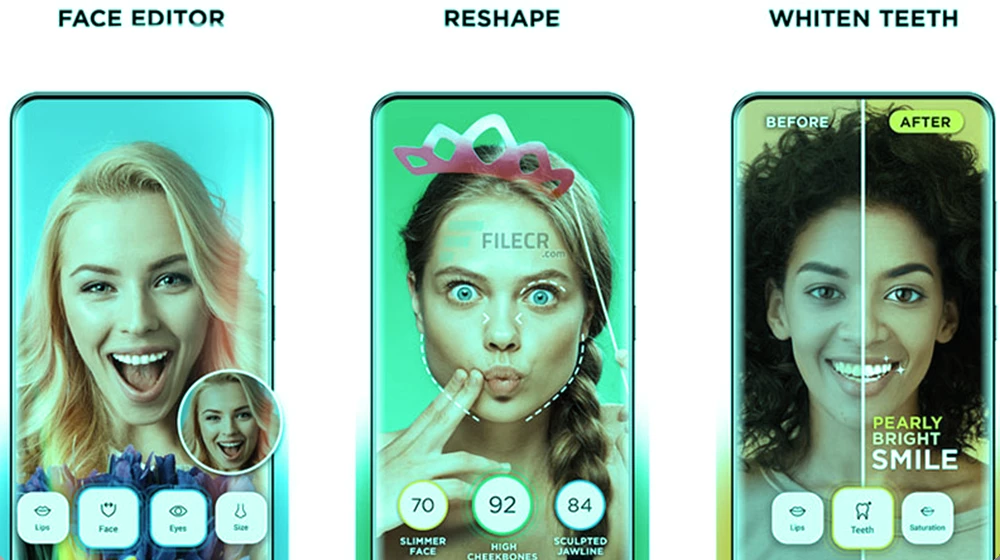 FACE EDITOR
RESHAPE
WHITEN TEETH
BEFORE
AFTER
FILECR
.com
PEARLY
BRIGHT
SMILE
Lips
Face
Eyes
Size
70
92
84
SLIMMER
FACE
HIGH
CHEEKBONES
SCULPTED
JAWLINE
Lips
Teeth
Saturation